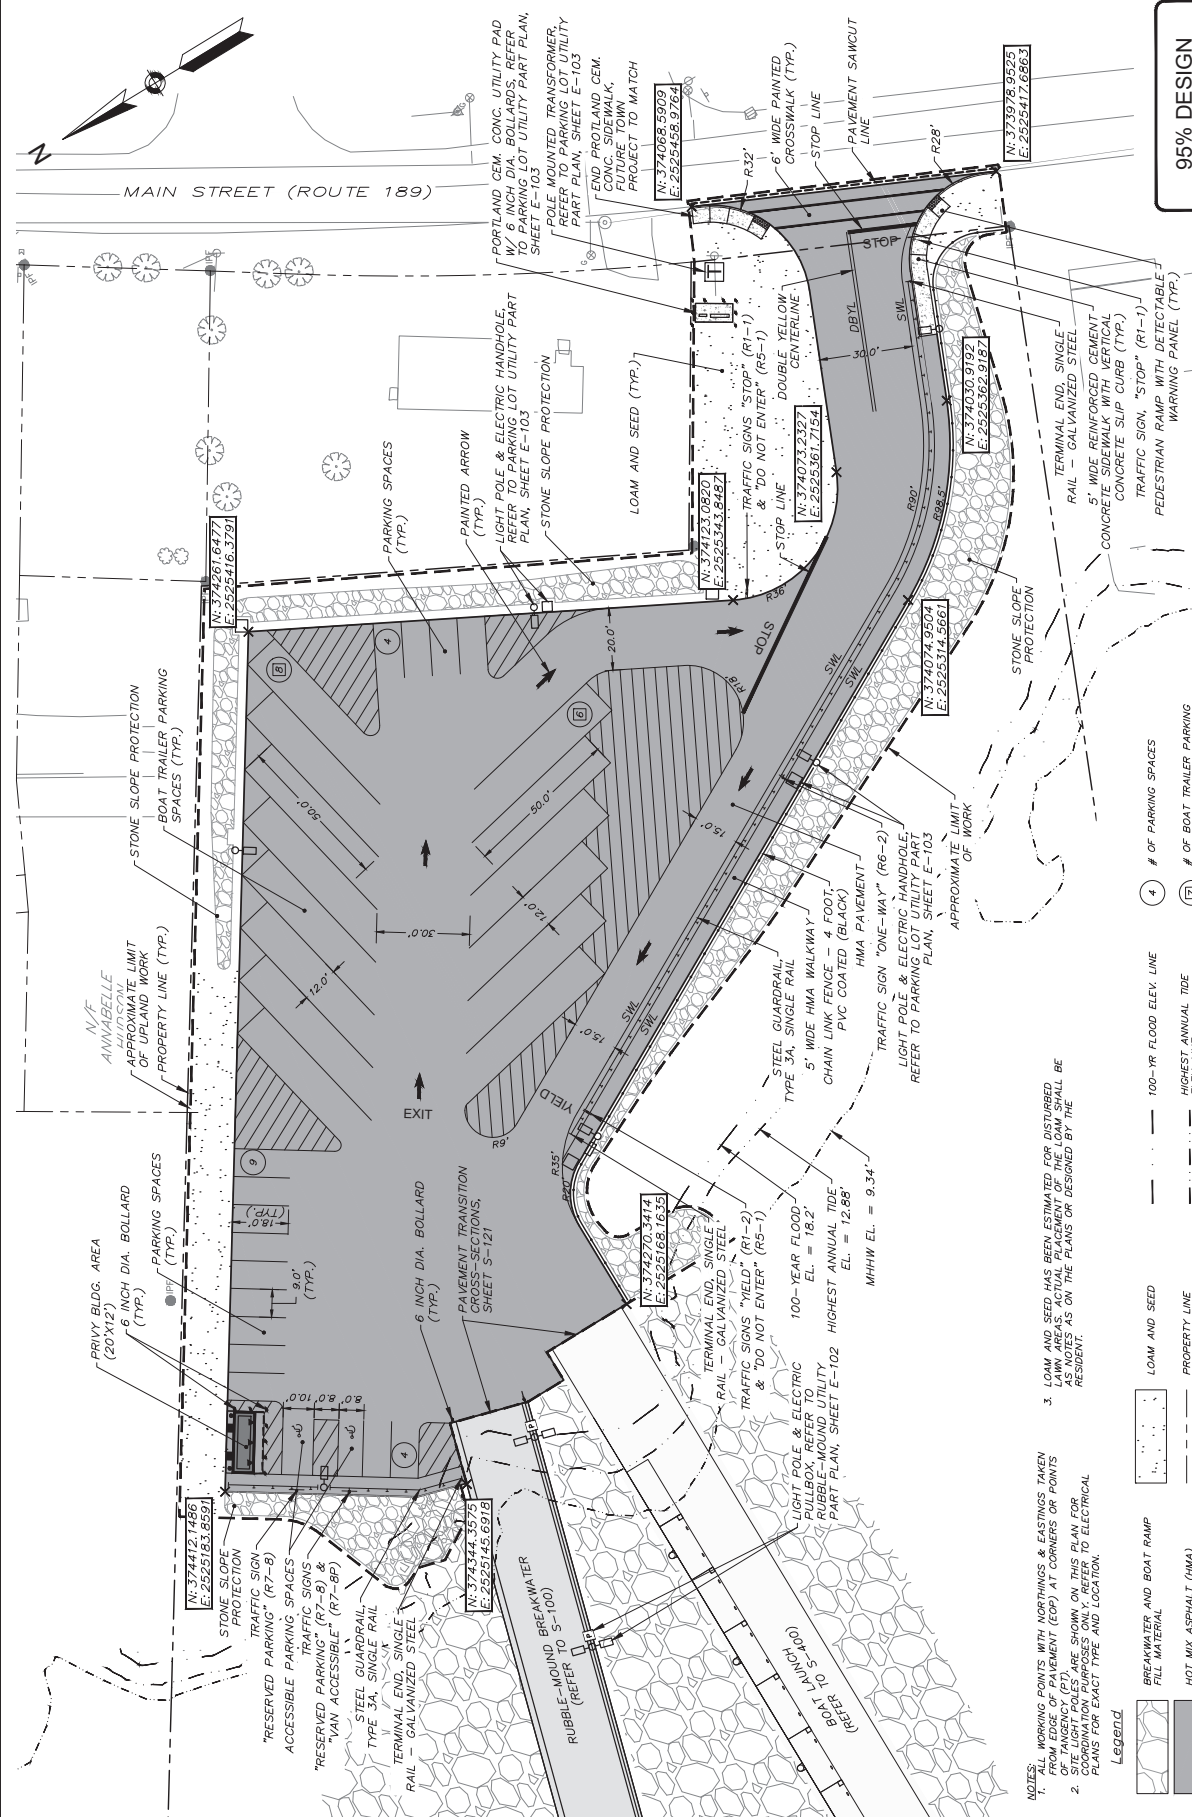 MAIN STREET (ROUTE 189)
N
PORTLAND CEM. CONC. UTILITY PAD
W/ 6 INCH DIA. BOLLARDS, REFER
TO PARKING LOT UTILITY PART PLAN,
SHEET E-103
POLE MOUNTED TRANSFORMER,
REFER TO PARKING LOT UTILITY
PART PLAN, SHEET E-103
END PROTLAND CEM.
CONC. SIDEWALK,
FUTURE TOWN
PROJECT TO MATCH
N: 374068.5909
E: 2525458.9764
R32'
6' WIDE PAINTED
CROSSWALK (TYP.)
STOP LINE
PAVEMENT SAWCUT
LINE
R28'
N: 373978.9525
E: 2525417.6863
95% DESIGN
PARKING SPACES
(TYP.)
PAINTED ARROW
(TYP.)
LIGHT POLE & ELECTRIC HANDHOLE,
REFER TO PARKING LOT UTILITY PART
PLAN, SHEET E-103
STONE SLOPE PROTECTION
LOAM AND SEED (TYP.)
TRAFFIC SIGNS "STOP" (R1-1)
& "DO NOT ENTER" (R5-1)
DOUBLE YELLOW
CENTERLINE
STOP LINE
DBYL
SWL
STOP
30.0'
N: 374261.6477
E: 2525416.3791
N: 374123.0820
E: 2525343.8487
N: 374073.2327
E: 2525361.7154
N: 374030.9192
E: 2525362.9187
N: 374074.9504
E: 2525314.5661
TERMINAL END, SINGLE
RAIL - GALVANIZED STEEL
5' WIDE REINFORCED CEMENT
CONCRETE SIDEWALK WITH VERTICAL
CONCRETE SLIP CURB (TYP.)
TRAFFIC SIGN, "STOP" (R1-1)
PEDESTRIAN RAMP WITH DETECTABLE
WARNING PANEL (TYP.)
R90'
R98.5'
R36'
R18'
STOP
20.0'
4
8
6
STONE SLOPE
PROTECTION
STONE SLOPE PROTECTION
BOAT TRAILER PARKING
SPACES (TYP.)
50.0'
50.0'
12.0'
12.0'
30.0'
15.0'
15.0'
SWL
SWL
SWL
SWL
APPROXIMATE LIMIT
OF WORK
N/F
ANNABELLE
HUDSON
APPROXIMATE LIMIT
OF UPLAND WORK
PROPERTY LINE (TYP.)
EXIT
YIELD
R9'
R35'
R20'
9
STEEL GUARDRAIL,
TYPE 3A, SINGLE RAIL
5' WIDE HMA WALKWAY
CHAIN LINK FENCE - 4 FOOT,
PVC COATED (BLACK)
HMA PAVEMENT
TRAFFIC SIGN "ONE-WAY" (R6-2)
LIGHT POLE & ELECTRIC HANDHOLE,
REFER TO PARKING LOT UTILITY PART
PLAN, SHEET E-103
PRIVY BLDG. AREA
(20'X12')
6 INCH DIA. BOLLARD
(TYP.)
PARKING SPACES
(TYP.)
18.0'
(TYP.)
9.0'
(TYP.)
6 INCH DIA. BOLLARD
(TYP.)
PAVEMENT TRANSITION
CROSS-SECTIONS,
SHEET S-121
8.0'
8.0'
10.0'
4
N: 374270.3414
E: 2525168.1635
TERMINAL END, SINGLE
RAIL - GALVANIZED STEEL
TRAFFIC SIGNS "YIELD" (R1-2)
& "DO NOT ENTER" (R5-1)
100-YEAR FLOOD
EL. = 18.2'
HIGHEST ANNUAL TIDE
EL. = 12.88'
MHHW EL. = 9.34'
LIGHT POLE & ELECTRIC
PULLBOX, REFER TO
RUBBLE-MOUND UTILITY
PART PLAN, SHEET E-102
N: 374412.1486
E: 2525183.8591
N: 374344.3575
E: 2525145.6918
STONE SLOPE
PROTECTION
TRAFFIC SIGN
"RESERVED PARKING" (R7-8)
ACCESSIBLE PARKING SPACES
TRAFFIC SIGNS
"RESERVED PARKING" (R7-8) &
"VAN ACCESSIBLE" (R7-8P)
STEEL GUARDRAIL,
TYPE 3A, SINGLE RAIL
TERMINAL END, SINGLE
RAIL - GALVANIZED STEEL
RUBBLE-MOUND BREAKWATER
(REFER TO S-100)
BOAT LAUNCH
(REFER TO S-400)
NOTES:
1. ALL WORKING POINTS WITH NORTHINGS & EASTINGS TAKEN
FROM EDGE OF PAVEMENT (EOP) AT CORNERS OR POINTS
OF TANGENCY (PT).
2. SITE LIGHT POLES ARE SHOWN ON THIS PLAN FOR
COORDINATION PURPOSES ONLY. REFER TO ELECTRICAL
PLANS FOR EXACT TYPE AND LOCATION.
3. LOAM AND SEED HAS BEEN ESTIMATED FOR DISTURBED
LAWN AREAS. ACTUAL PLACEMENT OF THE LOAM SHALL BE
AS NOTES AS ON THE PLANS OR DESIGNED BY THE
RESIDENT.
Legend
BREAKWATER AND BOAT RAMP
FILL MATERIAL
HOT MIX ASPHALT (HMA)
LOAM AND SEED
PROPERTY LINE
100-YR FLOOD ELEV. LINE
HIGHEST ANNUAL TIDE
4
# OF PARKING SPACES
# OF BOAT TRAILER PARKING